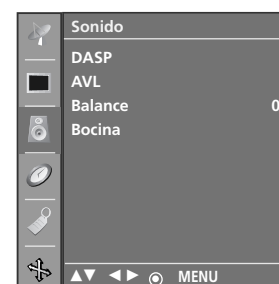 Sonido
DASP
AVL
Balance 0
Bocina
▲▼ ◄► ◉ MENU